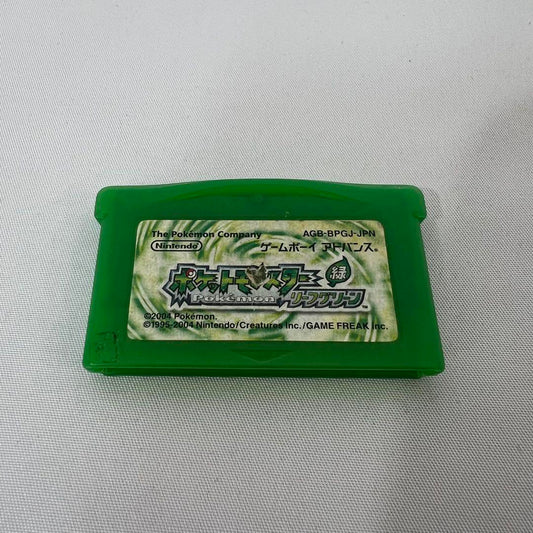 The Pokémon Company AGB-BPGJ-JPN
Nintendo ゲームボーイ アドバンス®
ポケットモンスター 緑
Pokémon リーフグリーン™
©2004 Pokémon.
©1995-2004 Nintendo/Creatures Inc./GAME FREAK Inc.